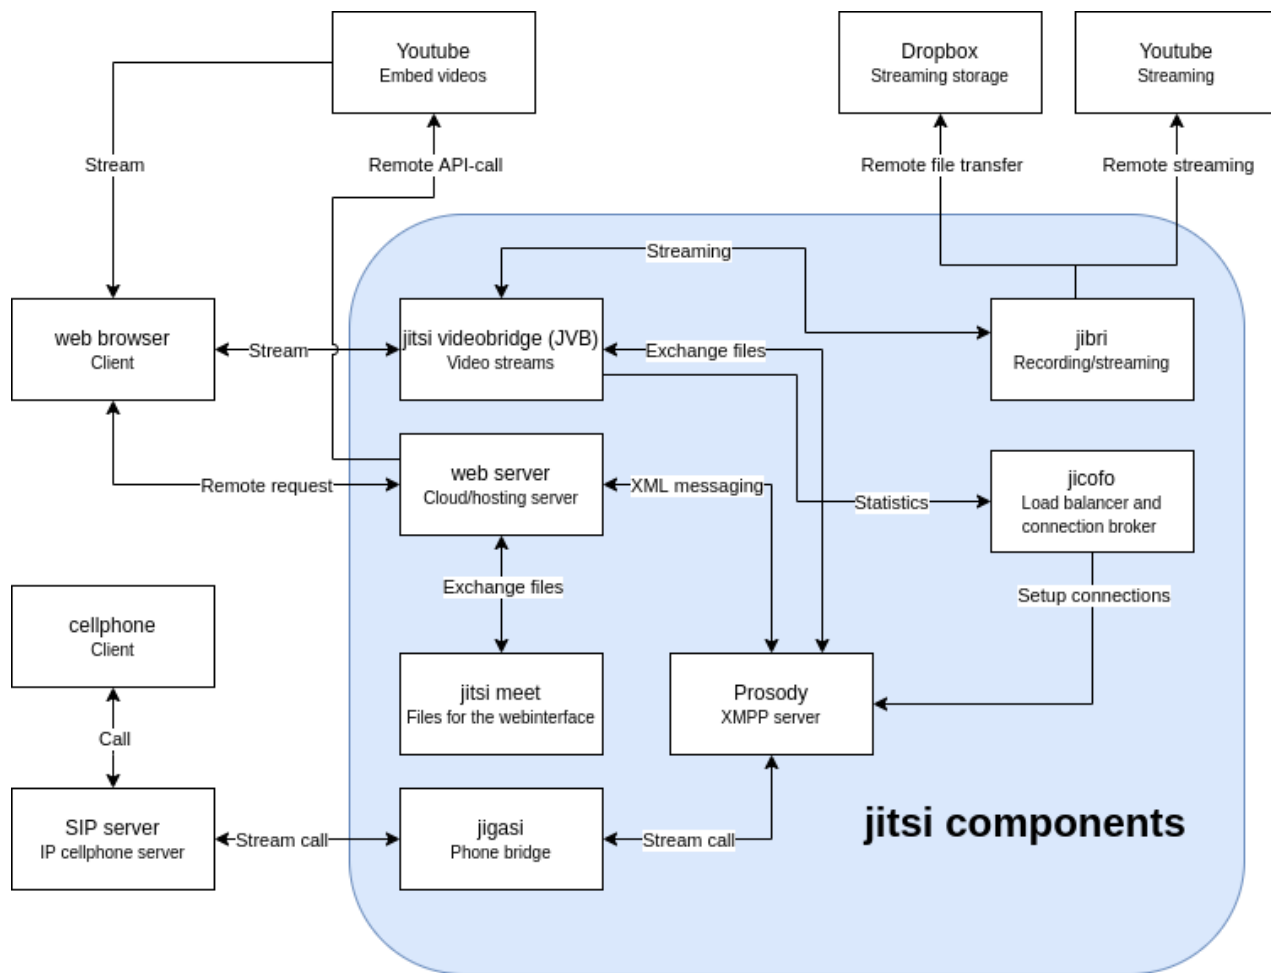 Youtube
Embed videos
Dropbox
Streaming storage
Youtube
Streaming
Stream
Remote API-call
Remote file transfer
Remote streaming
Streaming
web browser
Client
Stream
jitsi videobridge (JVB)
Video streams
Exchange files
jibri
Recording/streaming
Remote request
web server
Cloud/hosting server
XML messaging
Statistics
jicofo
Load balancer and
connection broker
Exchange files
Setup connections
cellphone
Client
jitsi meet
Files for the webinterface
Prosody
XMPP server
Call
SIP server
IP cellphone server
Stream call
jigasi
Phone bridge
Stream call
jitsi components